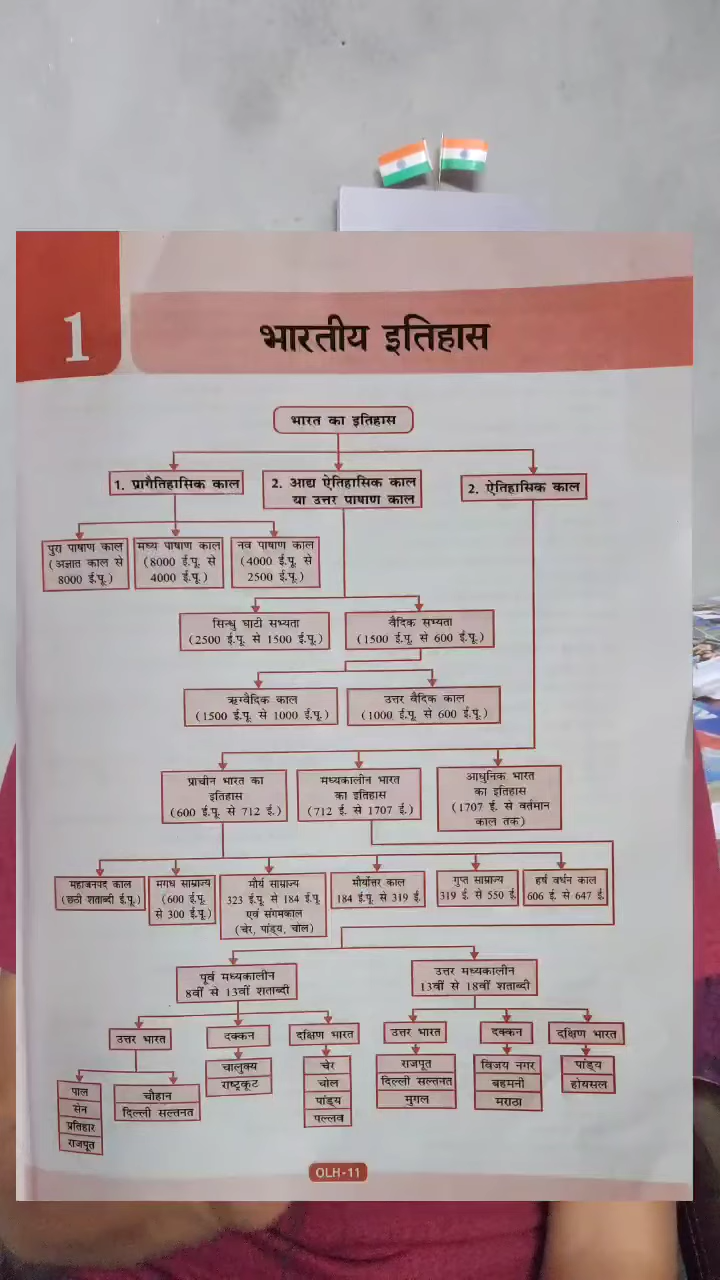 1
भारतीय इतिहास
भारत का इतिहास
1. प्रागैतिहासिक काल
2. आद्य ऐतिहासिक काल
या उत्तर पाषाण काल
2. ऐतिहासिक काल
पुरा पाषाण काल
(अज्ञात काल से
8000 ई.पू.)
मध्य पाषाण काल
(8000 ई.पू. से
4000 ई.पू.)
नव पाषाण काल
(4000 ई.पू. से
2500 ई.पू.)
सिन्धु घाटी सभ्यता
(2500 ई.पू. से 1500 ई.पू.)
वैदिक सभ्यता
(1500 ई.पू. से 600 ई.पू.)
ऋग्वैदिक काल
(1500 ई.पू. से 1000 ई.पू.)
उत्तर वैदिक काल
(1000 ई.पू. से 600 ई.पू.)
प्राचीन भारत का
इतिहास
(600 ई.पू. से 712 ई.)
मध्यकालीन भारत
का इतिहास
(712 ई. से 1707 ई.)
आधुनिक भारत
का इतिहास
(1707 ई. से वर्तमान
काल तक)
महाजनपद काल
(छठी शताब्दी ई.पू.)
मगध साम्राज्य
(600 ई.पू.
से 300 ई.पू.)
मौर्य साम्राज्य
323 ई.पू. से 184 ई.पू.
एवं संगमकाल
(चेर, पांड्य, चोल)
मौर्योत्तर काल
184 ई.पू. से 319 ई.
गुप्त साम्राज्य
319 ई. से 550 ई.
हर्ष वर्धन काल
606 ई. से 647 ई.
पूर्व मध्यकालीन
8वीं से 13वीं शताब्दी
उत्तर मध्यकालीन
13वीं से 18वीं शताब्दी
उत्तर भारत
दक्कन
दक्षिण भारत
उत्तर भारत
दक्कन
दक्षिण भारत
पाल
सेन
प्रतिहार
राजपूत
चौहान
दिल्ली सल्तनत
चालुक्य
राष्ट्रकूट
चेर
चोल
पांड्य
पल्लव
राजपूत
दिल्ली सल्तनत
मुगल
विजय नगर
बहमनी
मराठा
पांड्य
होयसल
OLH-11